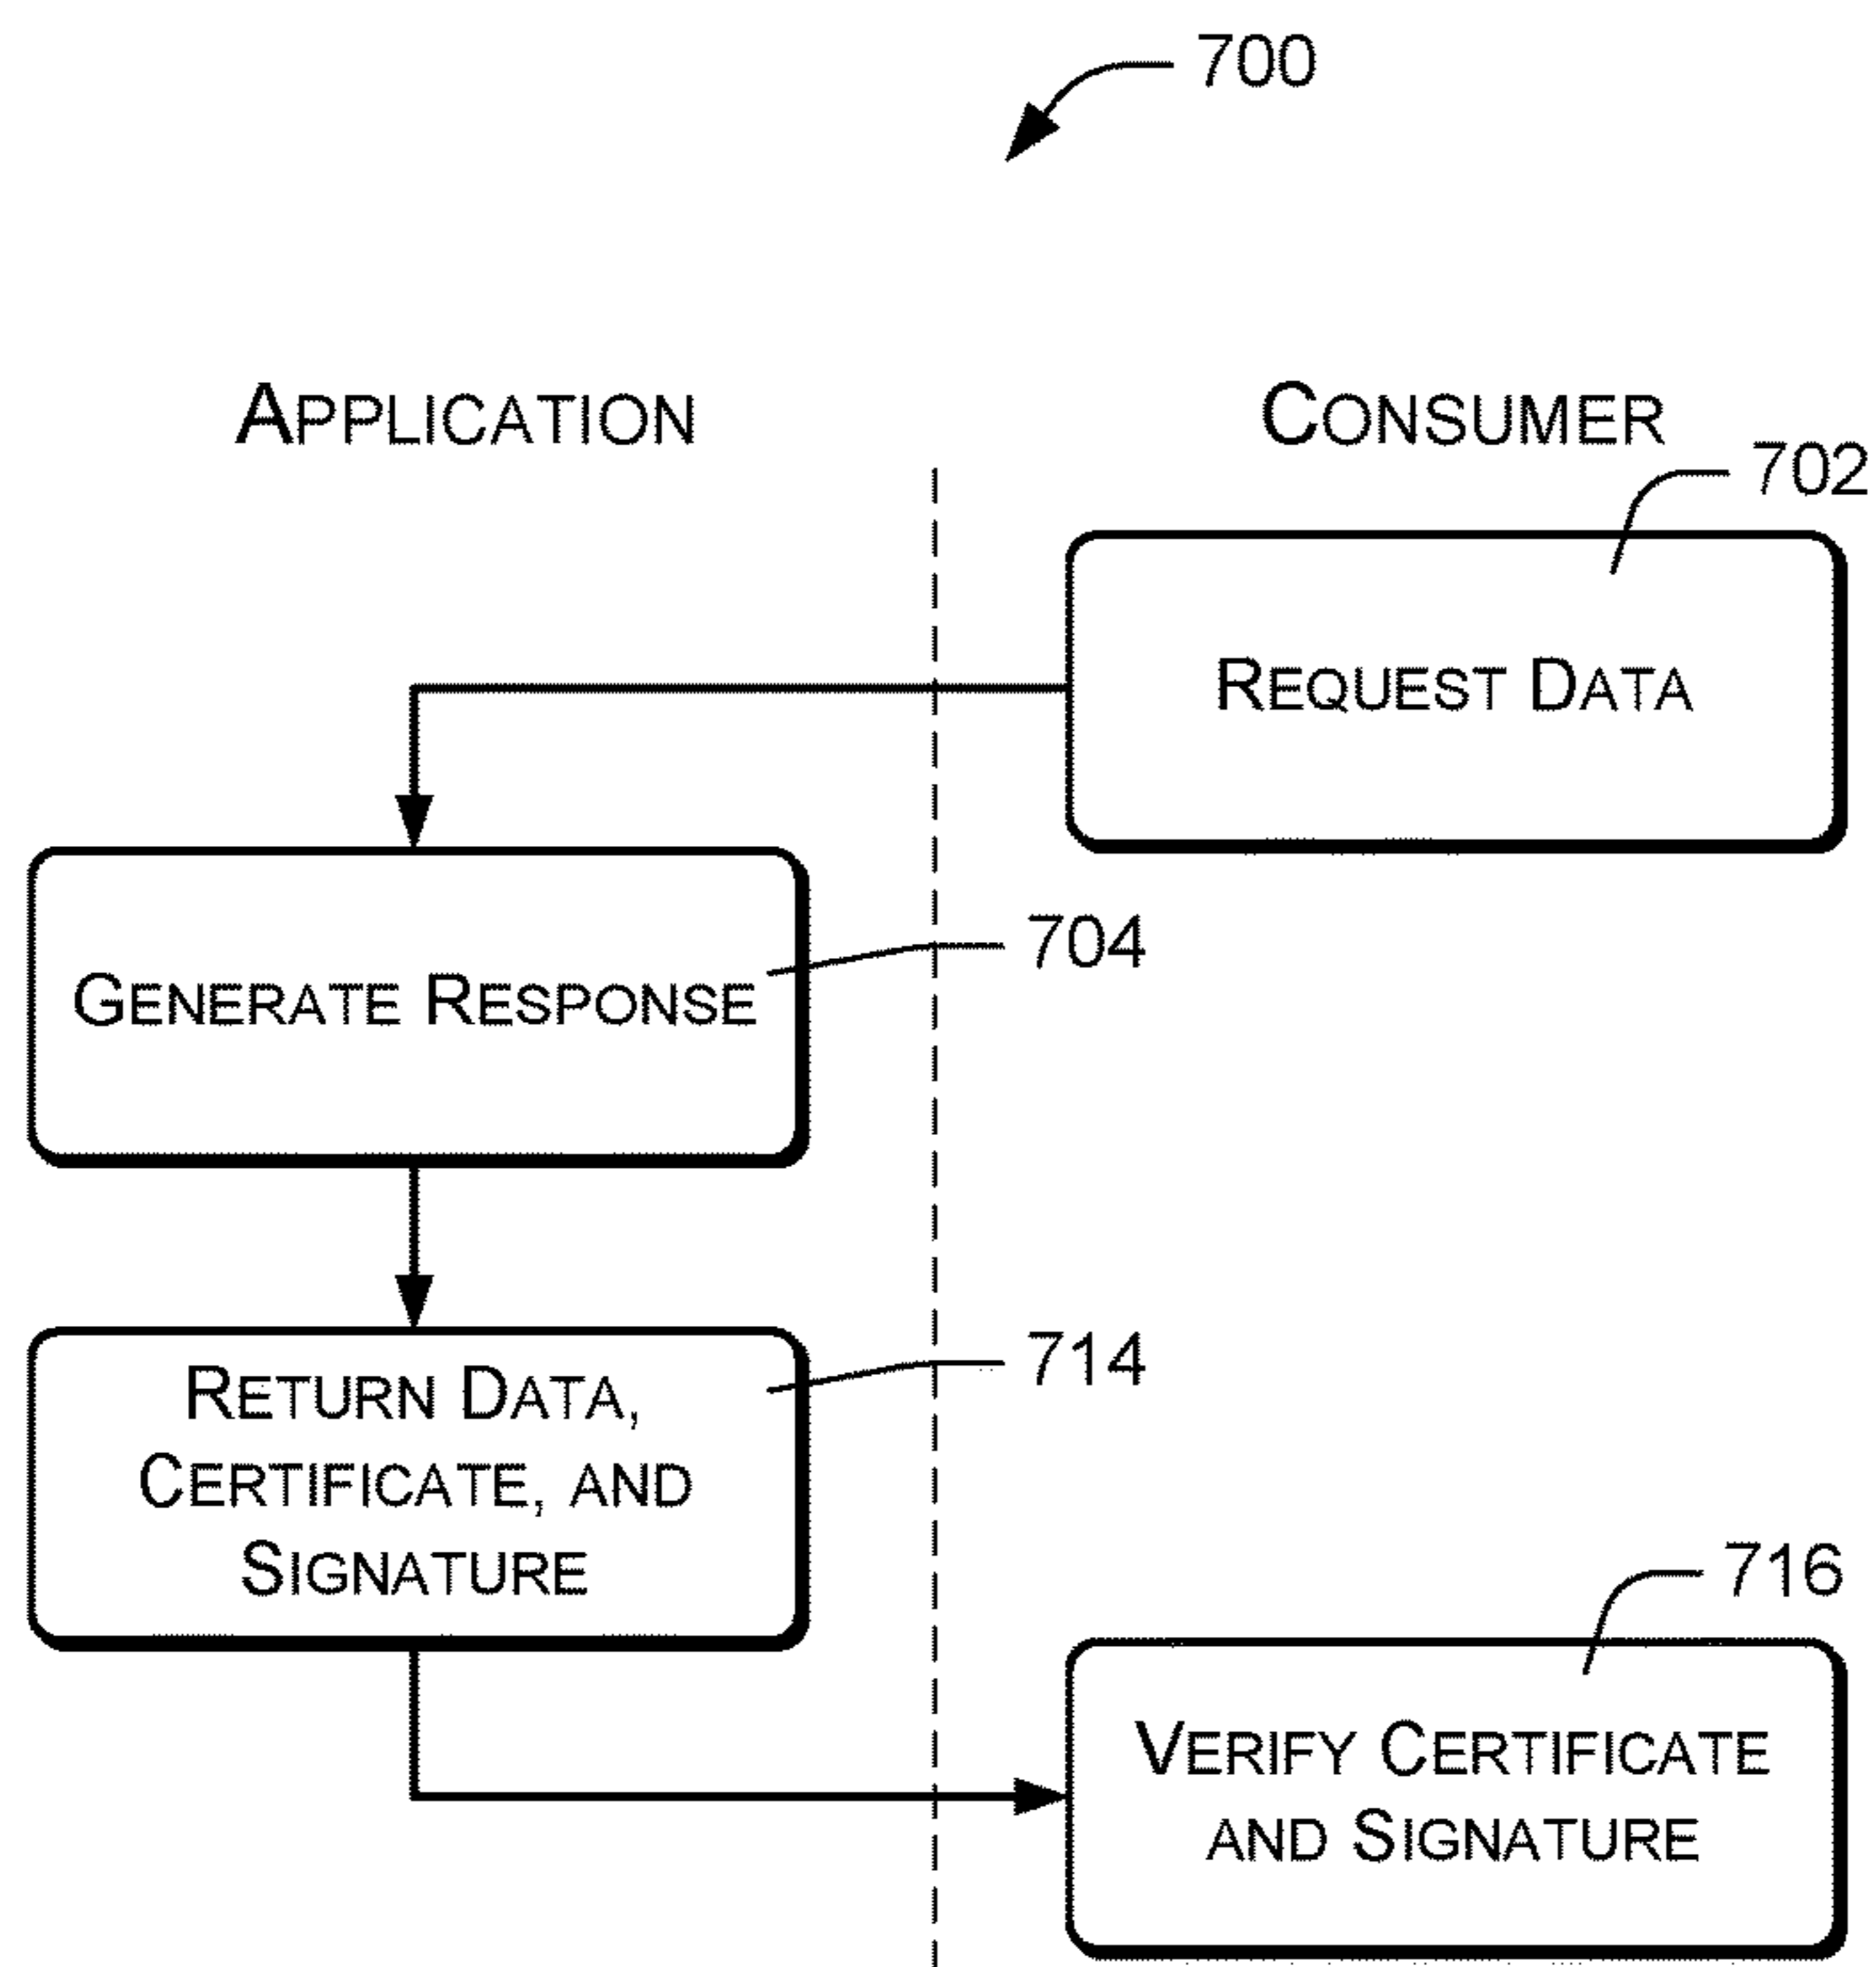 700
APPLICATION
CONSUMER
702
REQUEST DATA
GENERATE RESPONSE
704
RETURN DATA,
CERTIFICATE, AND
SIGNATURE
714
716
VERIFY CERTIFICATE
AND SIGNATURE